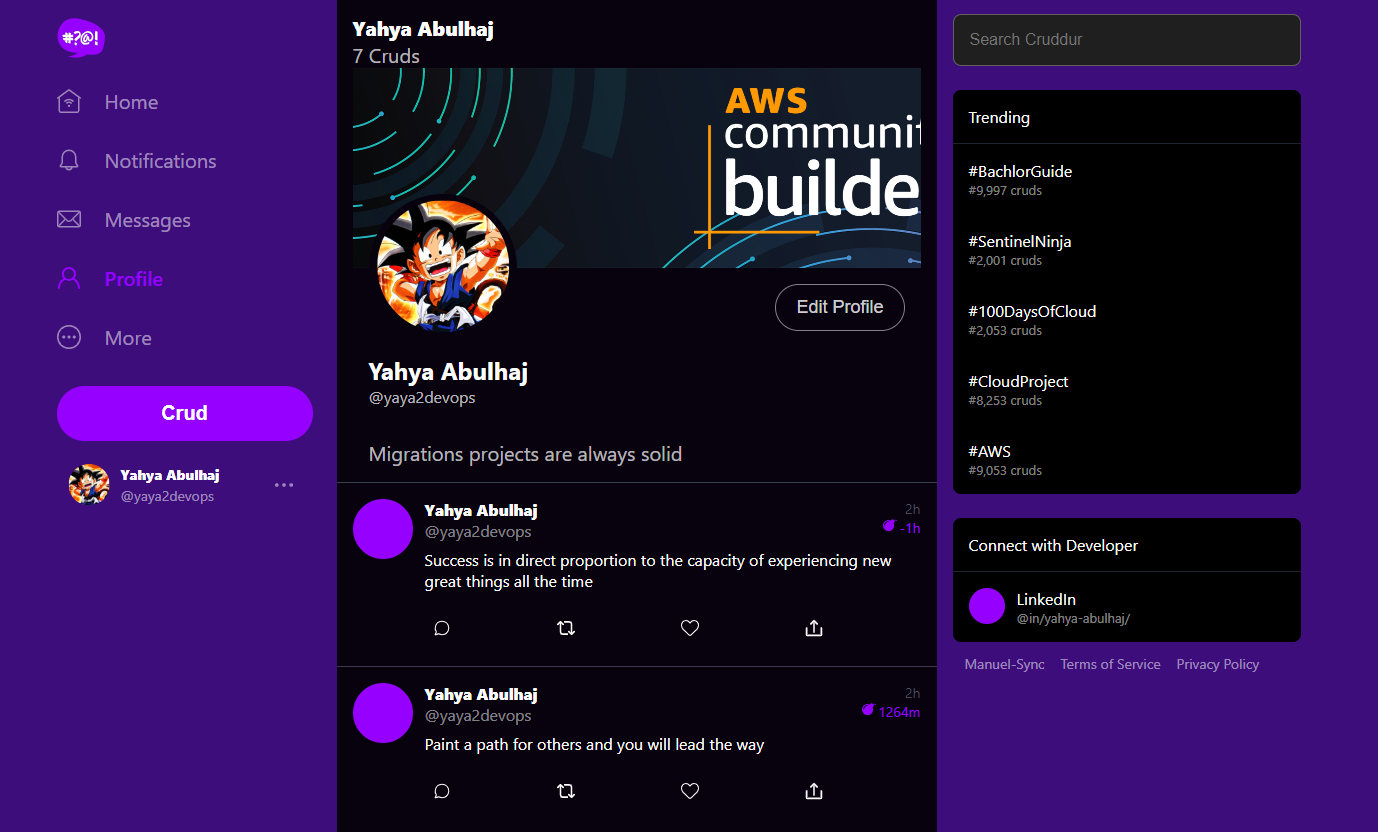 #?@!
Home
Notifications
Messages
Profile
More
Crud
Yahya Abulhaj
@yaya2devops
Yahya Abulhaj
7 Cruds
AWS
communit
builde
Edit Profile
Yahya Abulhaj
@yaya2devops
Migrations projects are always solid
Yahya Abulhaj
2h
@yaya2devops
-1h
Success is in direct proportion to the capacity of experiencing new
great things all the time
Yahya Abulhaj
2h
@yaya2devops
1264m
Paint a path for others and you will lead the way
Search Cruddur
Trending
#BachlorGuide
#9,997 cruds
#SentinelNinja
#2,001 cruds
#100DaysOfCloud
#2,053 cruds
#CloudProject
#8,253 cruds
#AWS
#9,053 cruds
Connect with Developer
LinkedIn
@in/yahya-abulhaj/
Manuel-Sync Terms of Service Privacy Policy